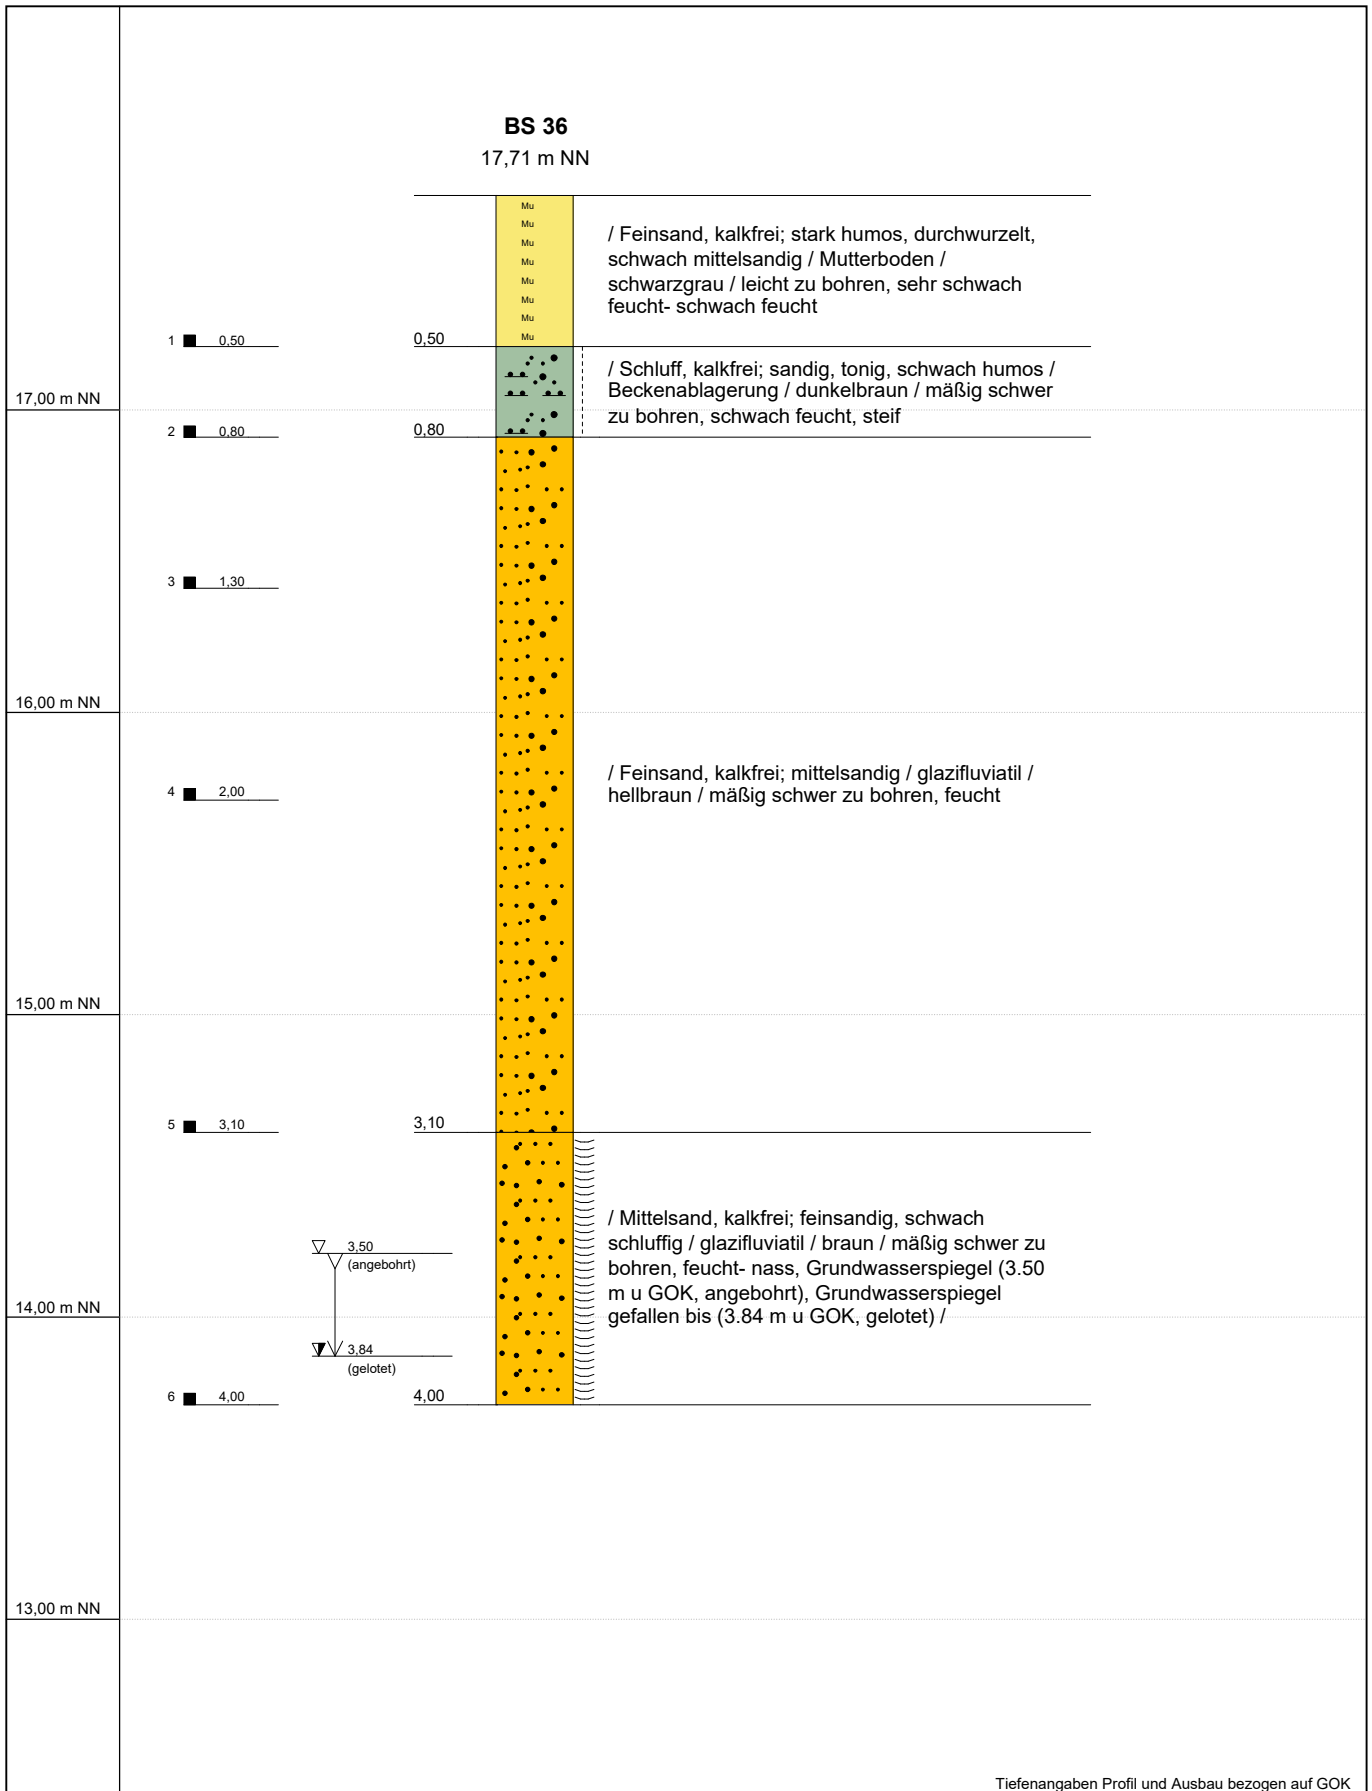 BS 36
17,71 m NN
Mu
Mu
Mu
Mu
Mu
Mu
Mu
Mu
/ Feinsand, kalkfrei; stark humos, durchwurzelt,
schwach mittelsandig / Mutterboden /
schwarzgrau / leicht zu bohren, sehr schwach
feucht- schwach feucht
1 0,50
0,50
/ Schluff, kalkfrei; sandig, tonig, schwach humos /
Beckenablagerung / dunkelbraun / mäßig schwer
zu bohren, schwach feucht, steif
17,00 m NN
2 0,80
0,80
3 1,30
16,00 m NN
/ Feinsand, kalkfrei; mittelsandig / glazifluviatil /
hellbraun / mäßig schwer zu bohren, feucht
4 2,00
15,00 m NN
5 3,10
3,10
/ Mittelsand, kalkfrei; feinsandig, schwach
schluffig / glazifluviatil / braun / mäßig schwer zu
bohren, feucht- nass, Grundwasserspiegel (3.50
m u GOK, angebohrt), Grundwasserspiegel
gefallen bis (3.84 m u GOK, gelotet) /
3,50
(angebohrt)
14,00 m NN
3,84
(gelotet)
6 4,00
4,00
13,00 m NN
Tiefenangaben Profil und Ausbau bezogen auf GOK